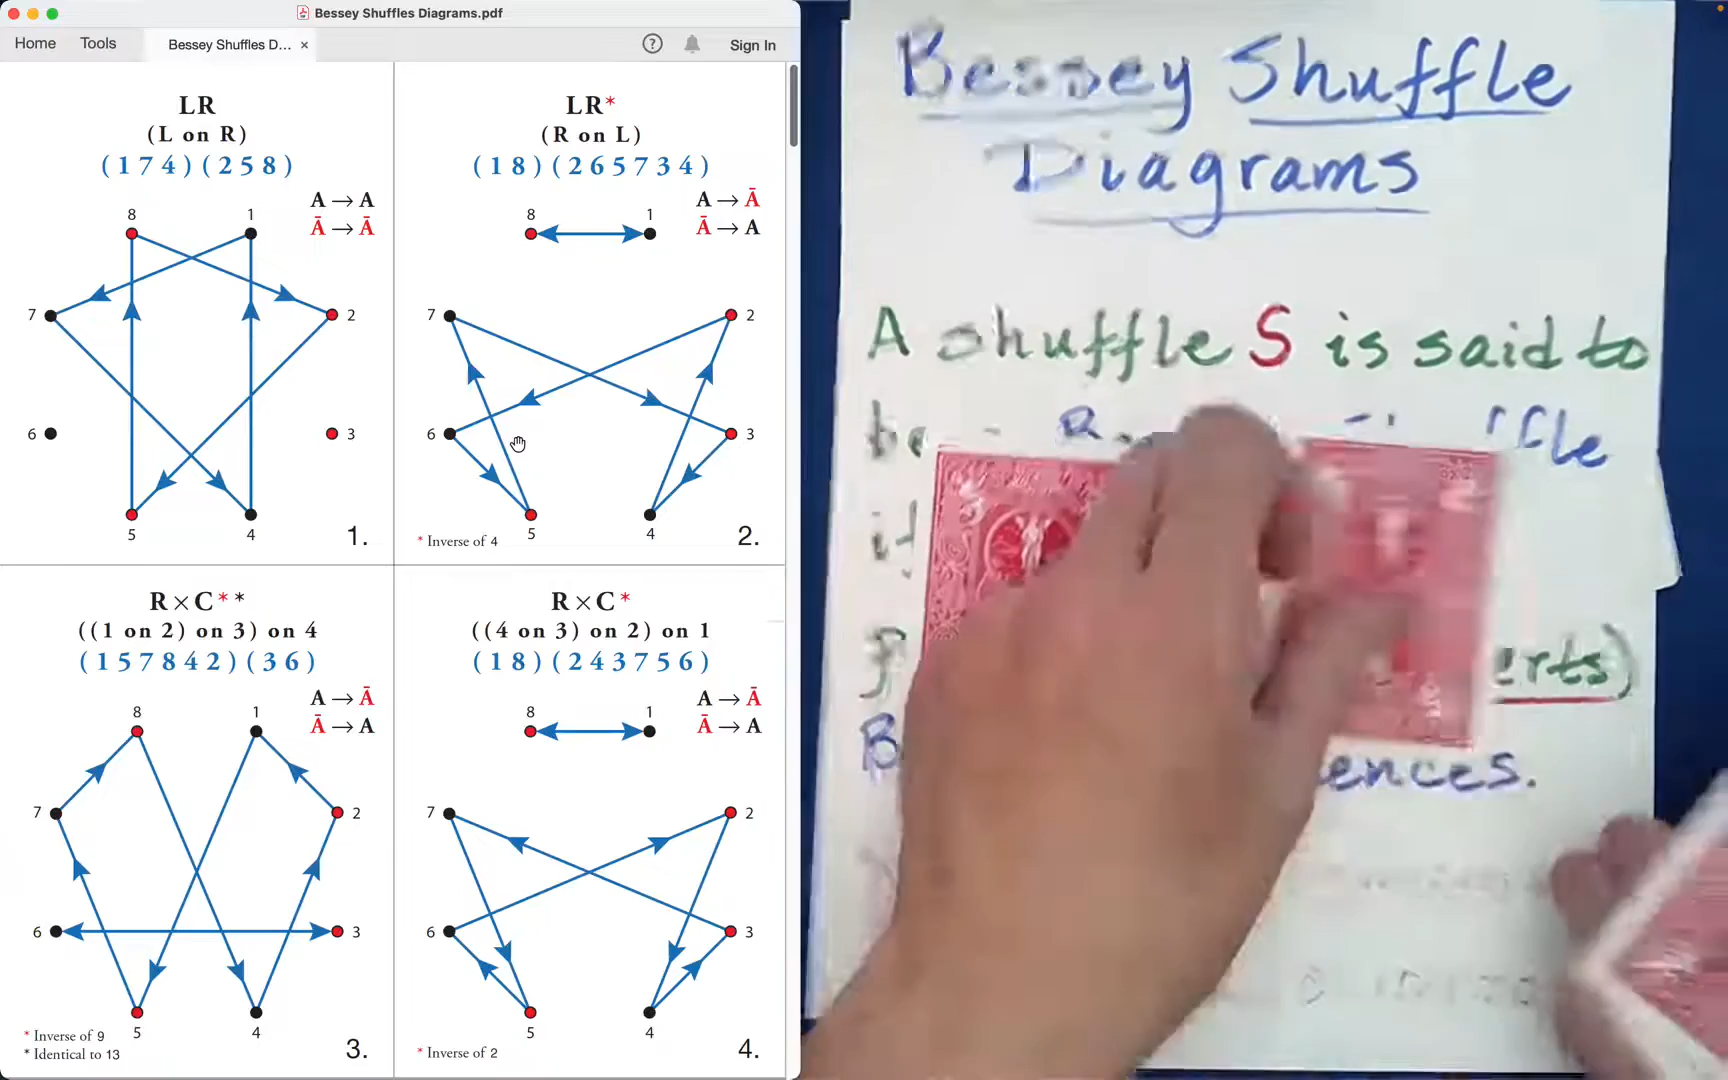 Bessey Shuffles Diagrams.pdf
Home Tools Bessey Shuffles D... × ? Sign In
LR
(L on R)
(1 7 4) (2 5 8)
A → A
Ā → Ā
8 1
7 2
6 3
5 4
1.
LR*
(R on L)
(1 8) (2 6 5 7 3 4)
A → Ā
Ā → A
8 1
7 2
6 3
5 4
* Inverse of 4
2.
R×C**
((1 on 2) on 3) on 4
(1 5 7 8 4 2) (3 6)
A → Ā
Ā → A
8 1
7 2
6 3
5 4
* Inverse of 9
* Identical to 13
3.
R×C*
((4 on 3) on 2) on 1
(1 8) (2 4 3 7 5 6)
A → Ā
Ā → A
8 1
7 2
6 3
5 4
* Inverse of 2
4.
Bessey Shuffle
Diagrams
A shuffle S is said to
be
if
erts)
ences.